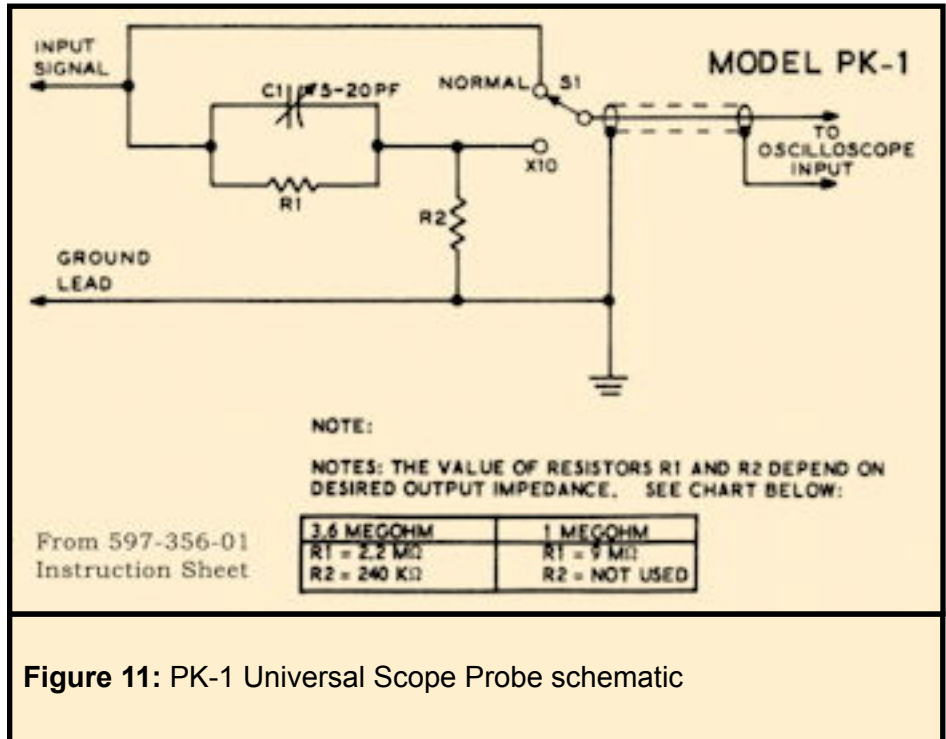 INPUT
SIGNAL
MODEL PK-1
C1
5-20 PF
NORMAL
S1
TO
OSCILLOSCOPE
INPUT
X10
R1
R2
GROUND
LEAD
NOTE:
NOTES: THE VALUE OF RESISTORS R1 AND R2 DEPEND ON
DESIRED OUTPUT IMPEDANCE. SEE CHART BELOW:
3.6 MEGOHM
1 MEGOHM
R1 = 2.2 MΩ
R1 = 9 MΩ
R2 = 240 KΩ
R2 = NOT USED
From 597-356-01
Instruction Sheet
Figure 11: PK-1 Universal Scope Probe schematic